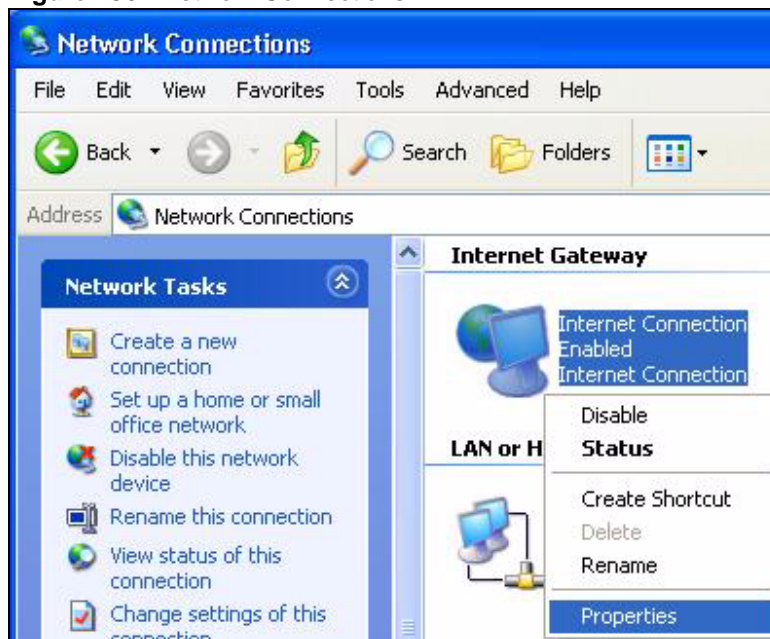 Network Connections
File Edit View Favorites Tools Advanced Help
Back Search Folders
Address Network Connections
Network Tasks
Create a new
connection
Set up a home or small
office network
Disable this network
device
Rename this connection
View status of this
connection
Change settings of this
connection
Internet Gateway
Internet Connection
Enabled
Internet Connection
LAN or H
Disable
Status
Create Shortcut
Delete
Rename
Properties